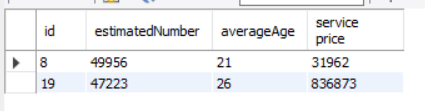 id estimatedNumber averageAge service
price
8 49956 21 31962
19 47223 26 836873